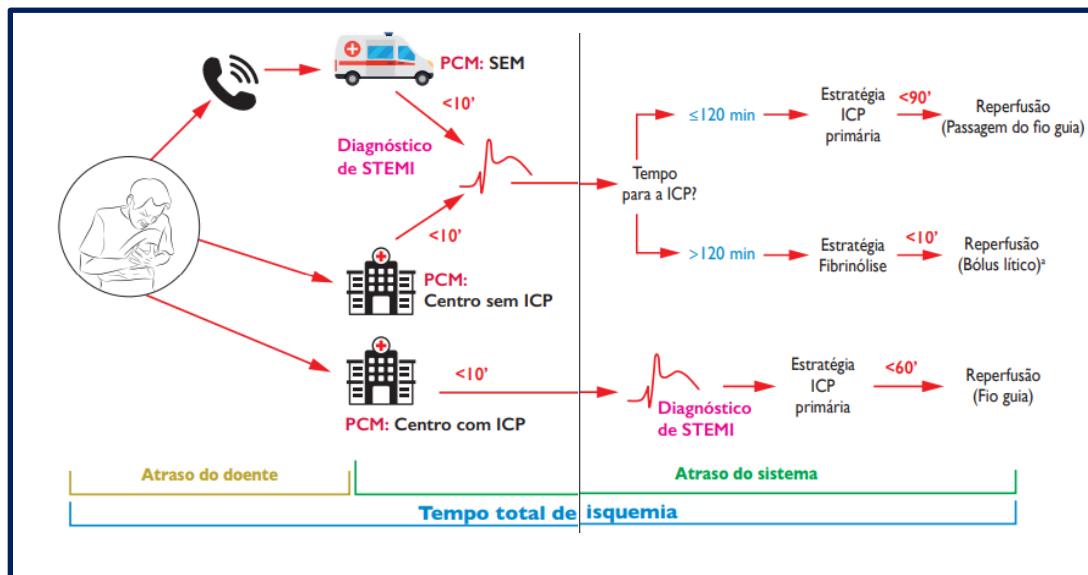 PCM: SEM
<10'
Diagnóstico
de STEMI
<10'
PCM:
Centro sem ICP
<10'
PCM: Centro com ICP
Tempo
para a ICP?
≤120 min
Estratégia
ICP
primária
<90'
Reperfusão
(Passagem do fio guia)
>120 min
Estratégia
Fibrinólise
<10'
Reperfusão
(Bólus lítico)ª
Diagnóstico
de STEMI
Estratégia
ICP
primária
<60'
Reperfusão
(Fio guia)
Atraso do doente
Atraso do sistema
Tempo total de isquemia